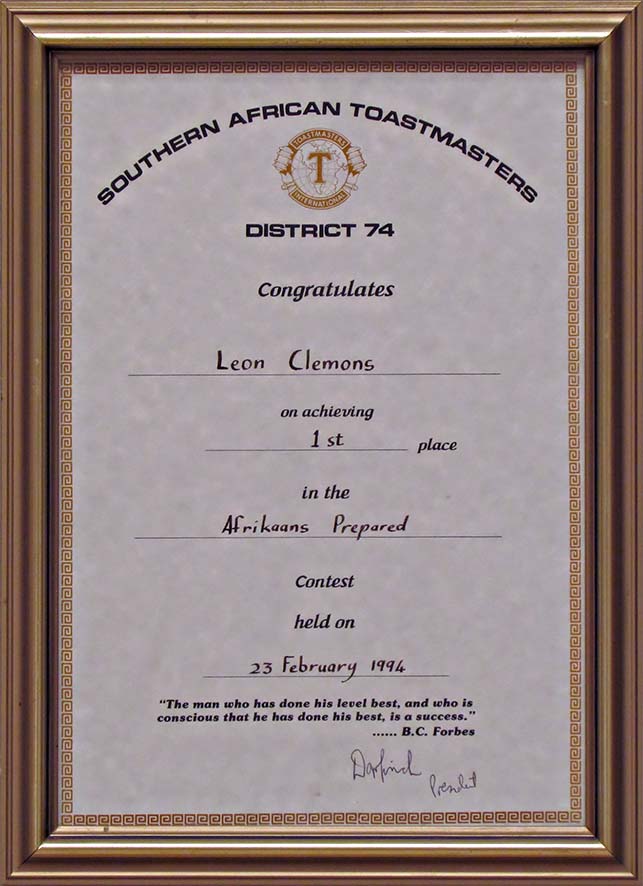 SOUTHERN AFRICAN TOASTMASTERS
TOASTMASTERS
T
INTERNATIONAL
DISTRICT 74
Congratulates
Leon Clemons
on achieving
1st place
in the
Afrikaans Prepared
Contest
held on
23 February 1994
"The man who has done his level best, and who is
conscious that he has done his best, is a success."
...... B.C. Forbes
President